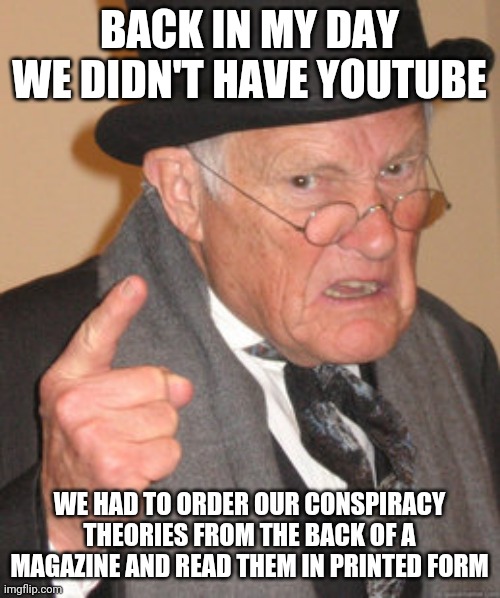 BACK IN MY DAY
WE DIDN'T HAVE YOUTUBE
WE HAD TO ORDER OUR CONSPIRACY
THEORIES FROM THE BACK OF A
MAGAZINE AND READ THEM IN PRINTED FORM
imgflip.com